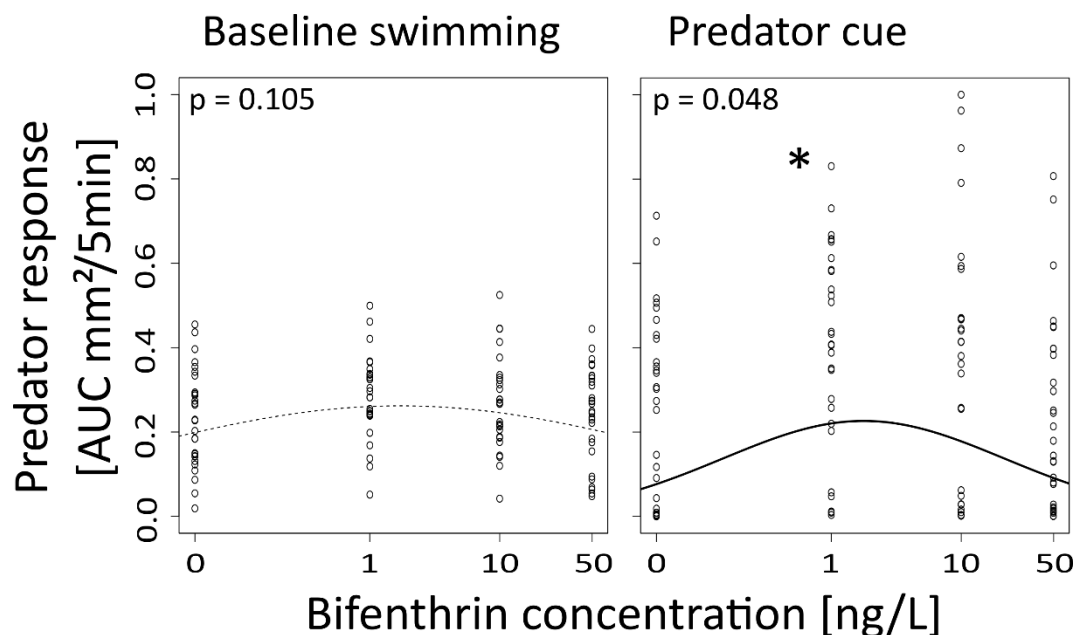 Baseline swimming
Predator cue
Predator response
[AUC mm²/5min]
1.0
0.8
0.6
0.4
0.2
0.0
p = 0.105
p = 0.048
*
0 1 10 50
0 1 10 50
Bifenthrin concentration [ng/L]